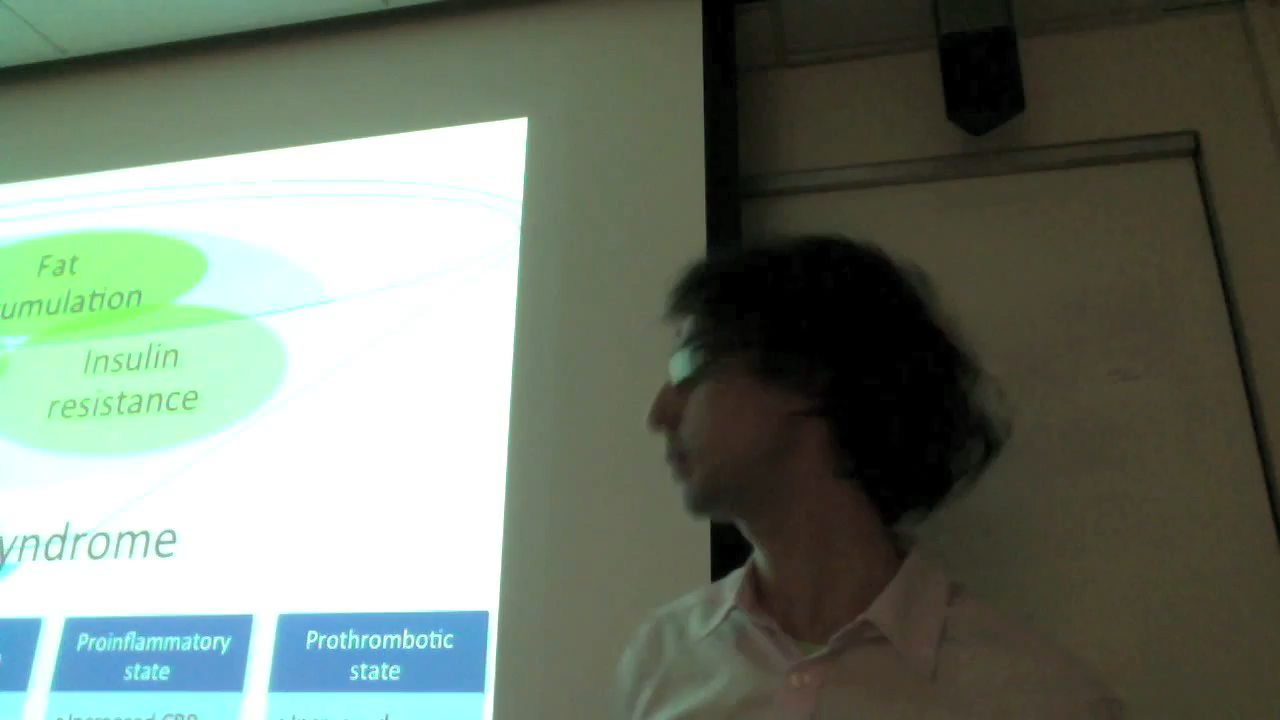 Fat
umulation
Insulin
resistance
yndrome
Proinflammatory
state
Prothrombotic
state